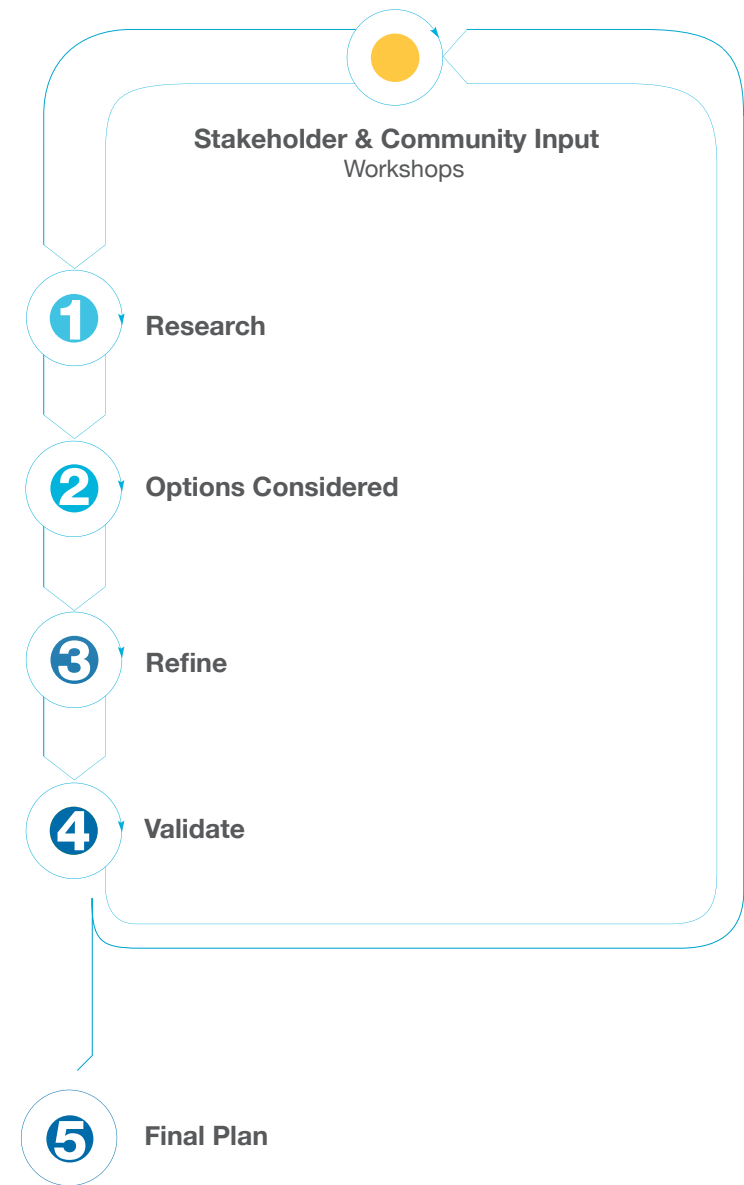 Stakeholder & Community Input
Workshops
1 Research
2 Options Considered
3 Refine
4 Validate
5 Final Plan